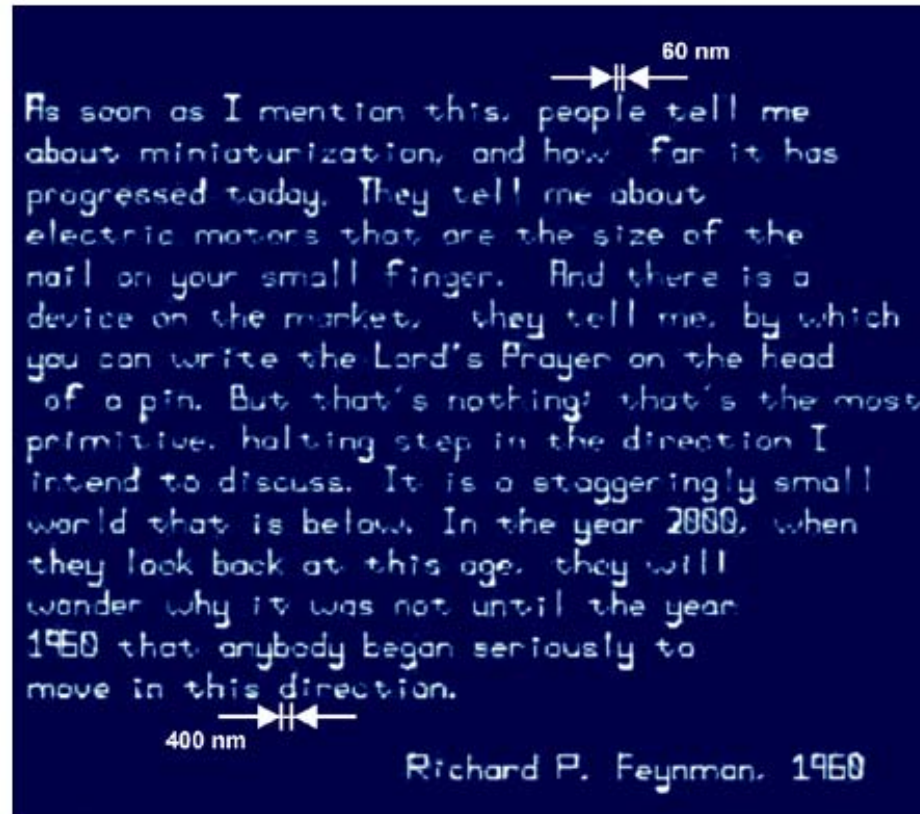 60 nm
As soon as I mention this, people tell me
about miniaturization, and how far it has
progressed today. They tell me about
electric motors that are the size of the
nail on your small finger. And there is a
device on the market, they tell me, by which
you can write the Lord's Prayer on the head
of a pin. But that's nothing; that's the most
primitive, halting step in the direction I
intend to discuss. It is a staggeringly small
world that is below. In the year 2000, when
they look back at this age, they will
wonder why it was not until the year
1960 that anybody began seriously to
move in this direction.
400 nm
Richard P. Feynman, 1960